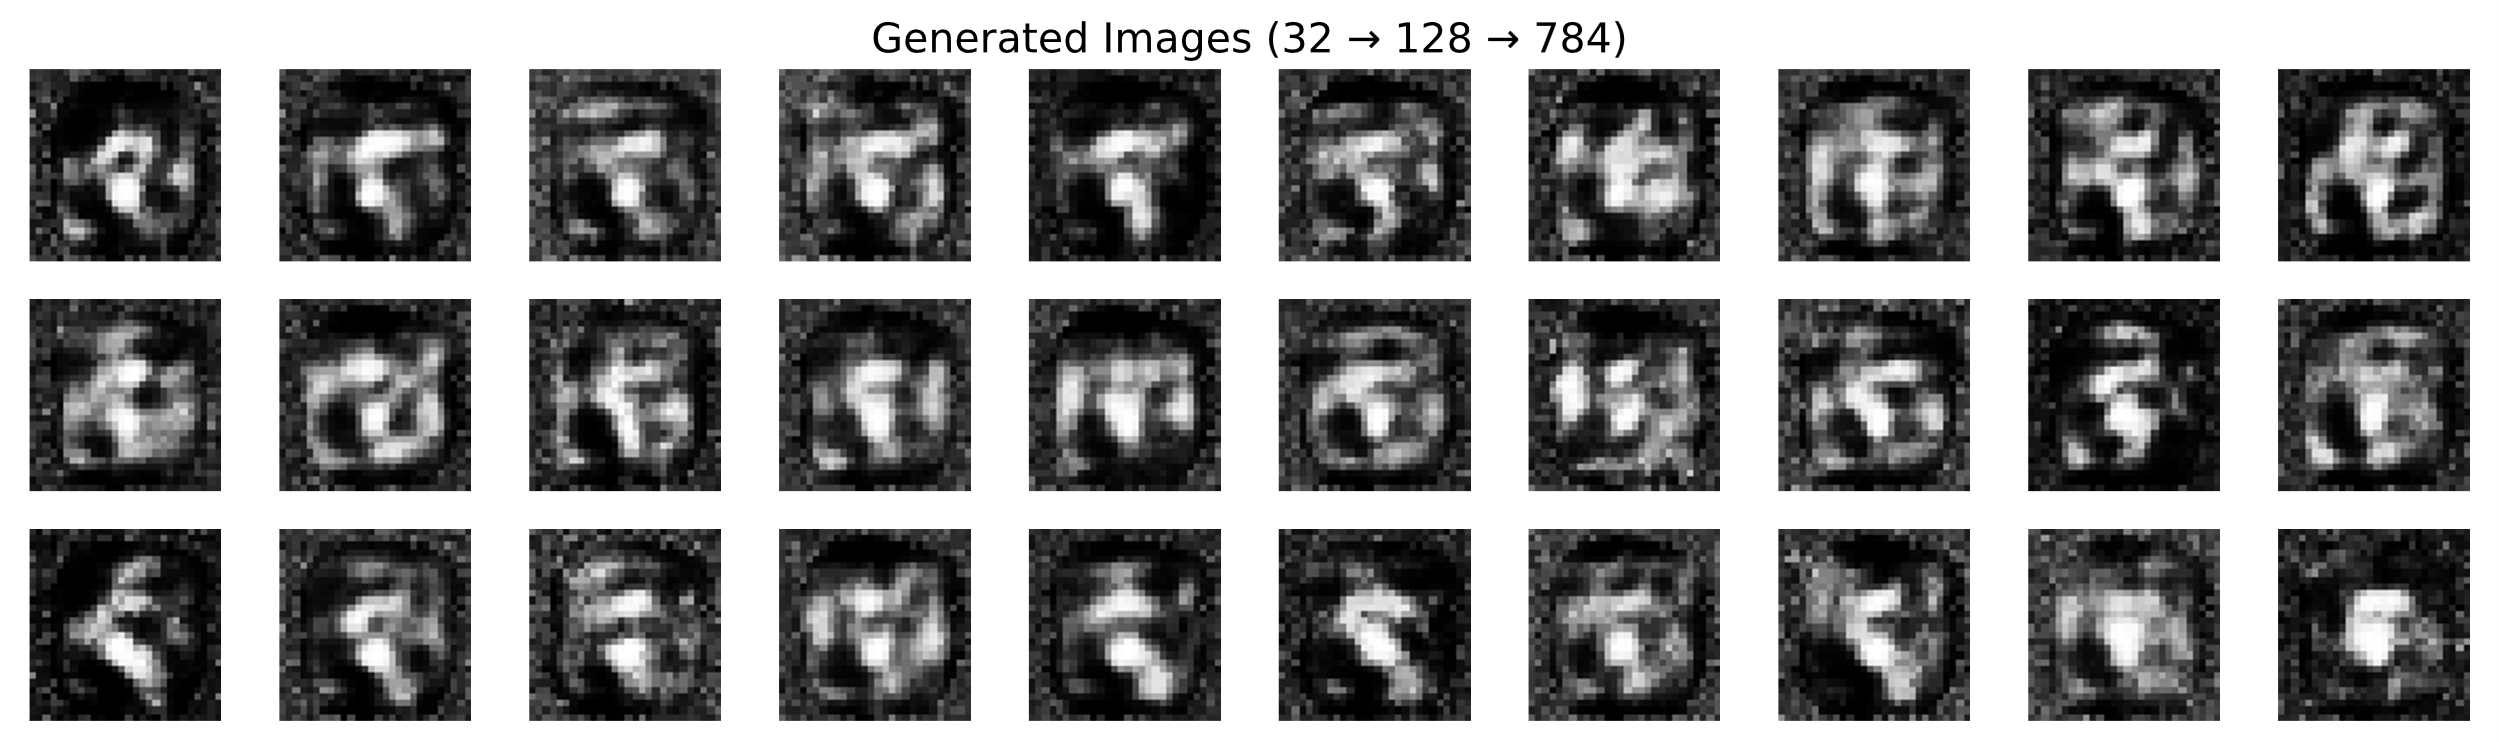 Generated Images (32 → 128 → 784)